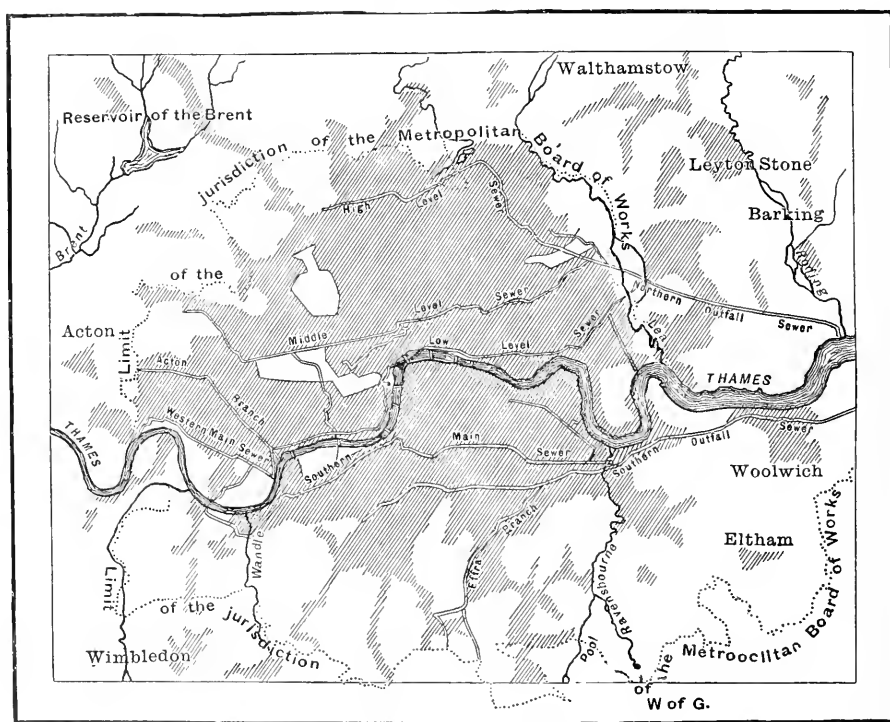 Walthamstow
Reservoir of the Brent
jurisdiction of the Metropolitan Board of Works
Leyton Stone
High Level Sewer
Barking
Brent
Roding
of the
Northern Outfall Sewer
Middle Level Sewer
Acton
Limit
Low Level Sewer
Lea
Acton Branch
THAMES
THAMES
Western Main Sewer
Southern Main Sewer
Southern Outfall Sewer
Woolwich
Effra Branch
Eltham
Wandle
Ravensbourne
Limit
of the
jurisdiction
Wimbledon
Pool
of
the Metroociltan Board of Works
W of G.